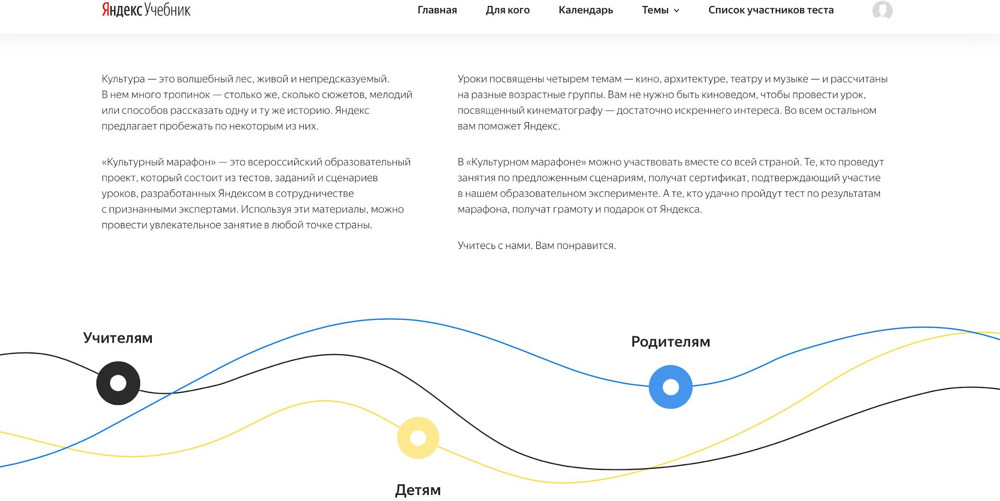 Яндекс Учебник
Главная
Для кого
Календарь
Темы
Список участников теста
Культура — это волшебный лес, живой и непредсказуемый.
В нем много тропинок — столько же, сколько сюжетов, мелодий
или способов рассказать одну и ту же историю. Яндекс
предлагает пробежать по некоторым из них.
«Культурный марафон» — это всероссийский образовательный
проект, который состоит из тестов, заданий и сценариев
уроков, разработанных Яндексом в сотрудничестве
с признанными экспертами. Используя эти материалы, можно
провести увлекательное занятие в любой точке страны.
Уроки посвящены четырем темам — кино, архитектуре, театру и музыке — и рассчитаны
на разные возрастные группы. Вам не нужно быть киноведом, чтобы провести урок,
посвященный кинематографу — достаточно искреннего интереса. Во всем остальном
вам поможет Яндекс.
В «Культурном марафоне» можно участвовать вместе со всей страной. Те, кто проведут
занятия по предложенным сценариям, получат сертификат, подтверждающий участие
в нашем образовательном эксперименте. А те, кто удачно пройдут тест по результатам
марафона, получат грамоту и подарок от Яндекса.
Учитесь с нами. Вам понравится.
Учителям
Родителям
Детям